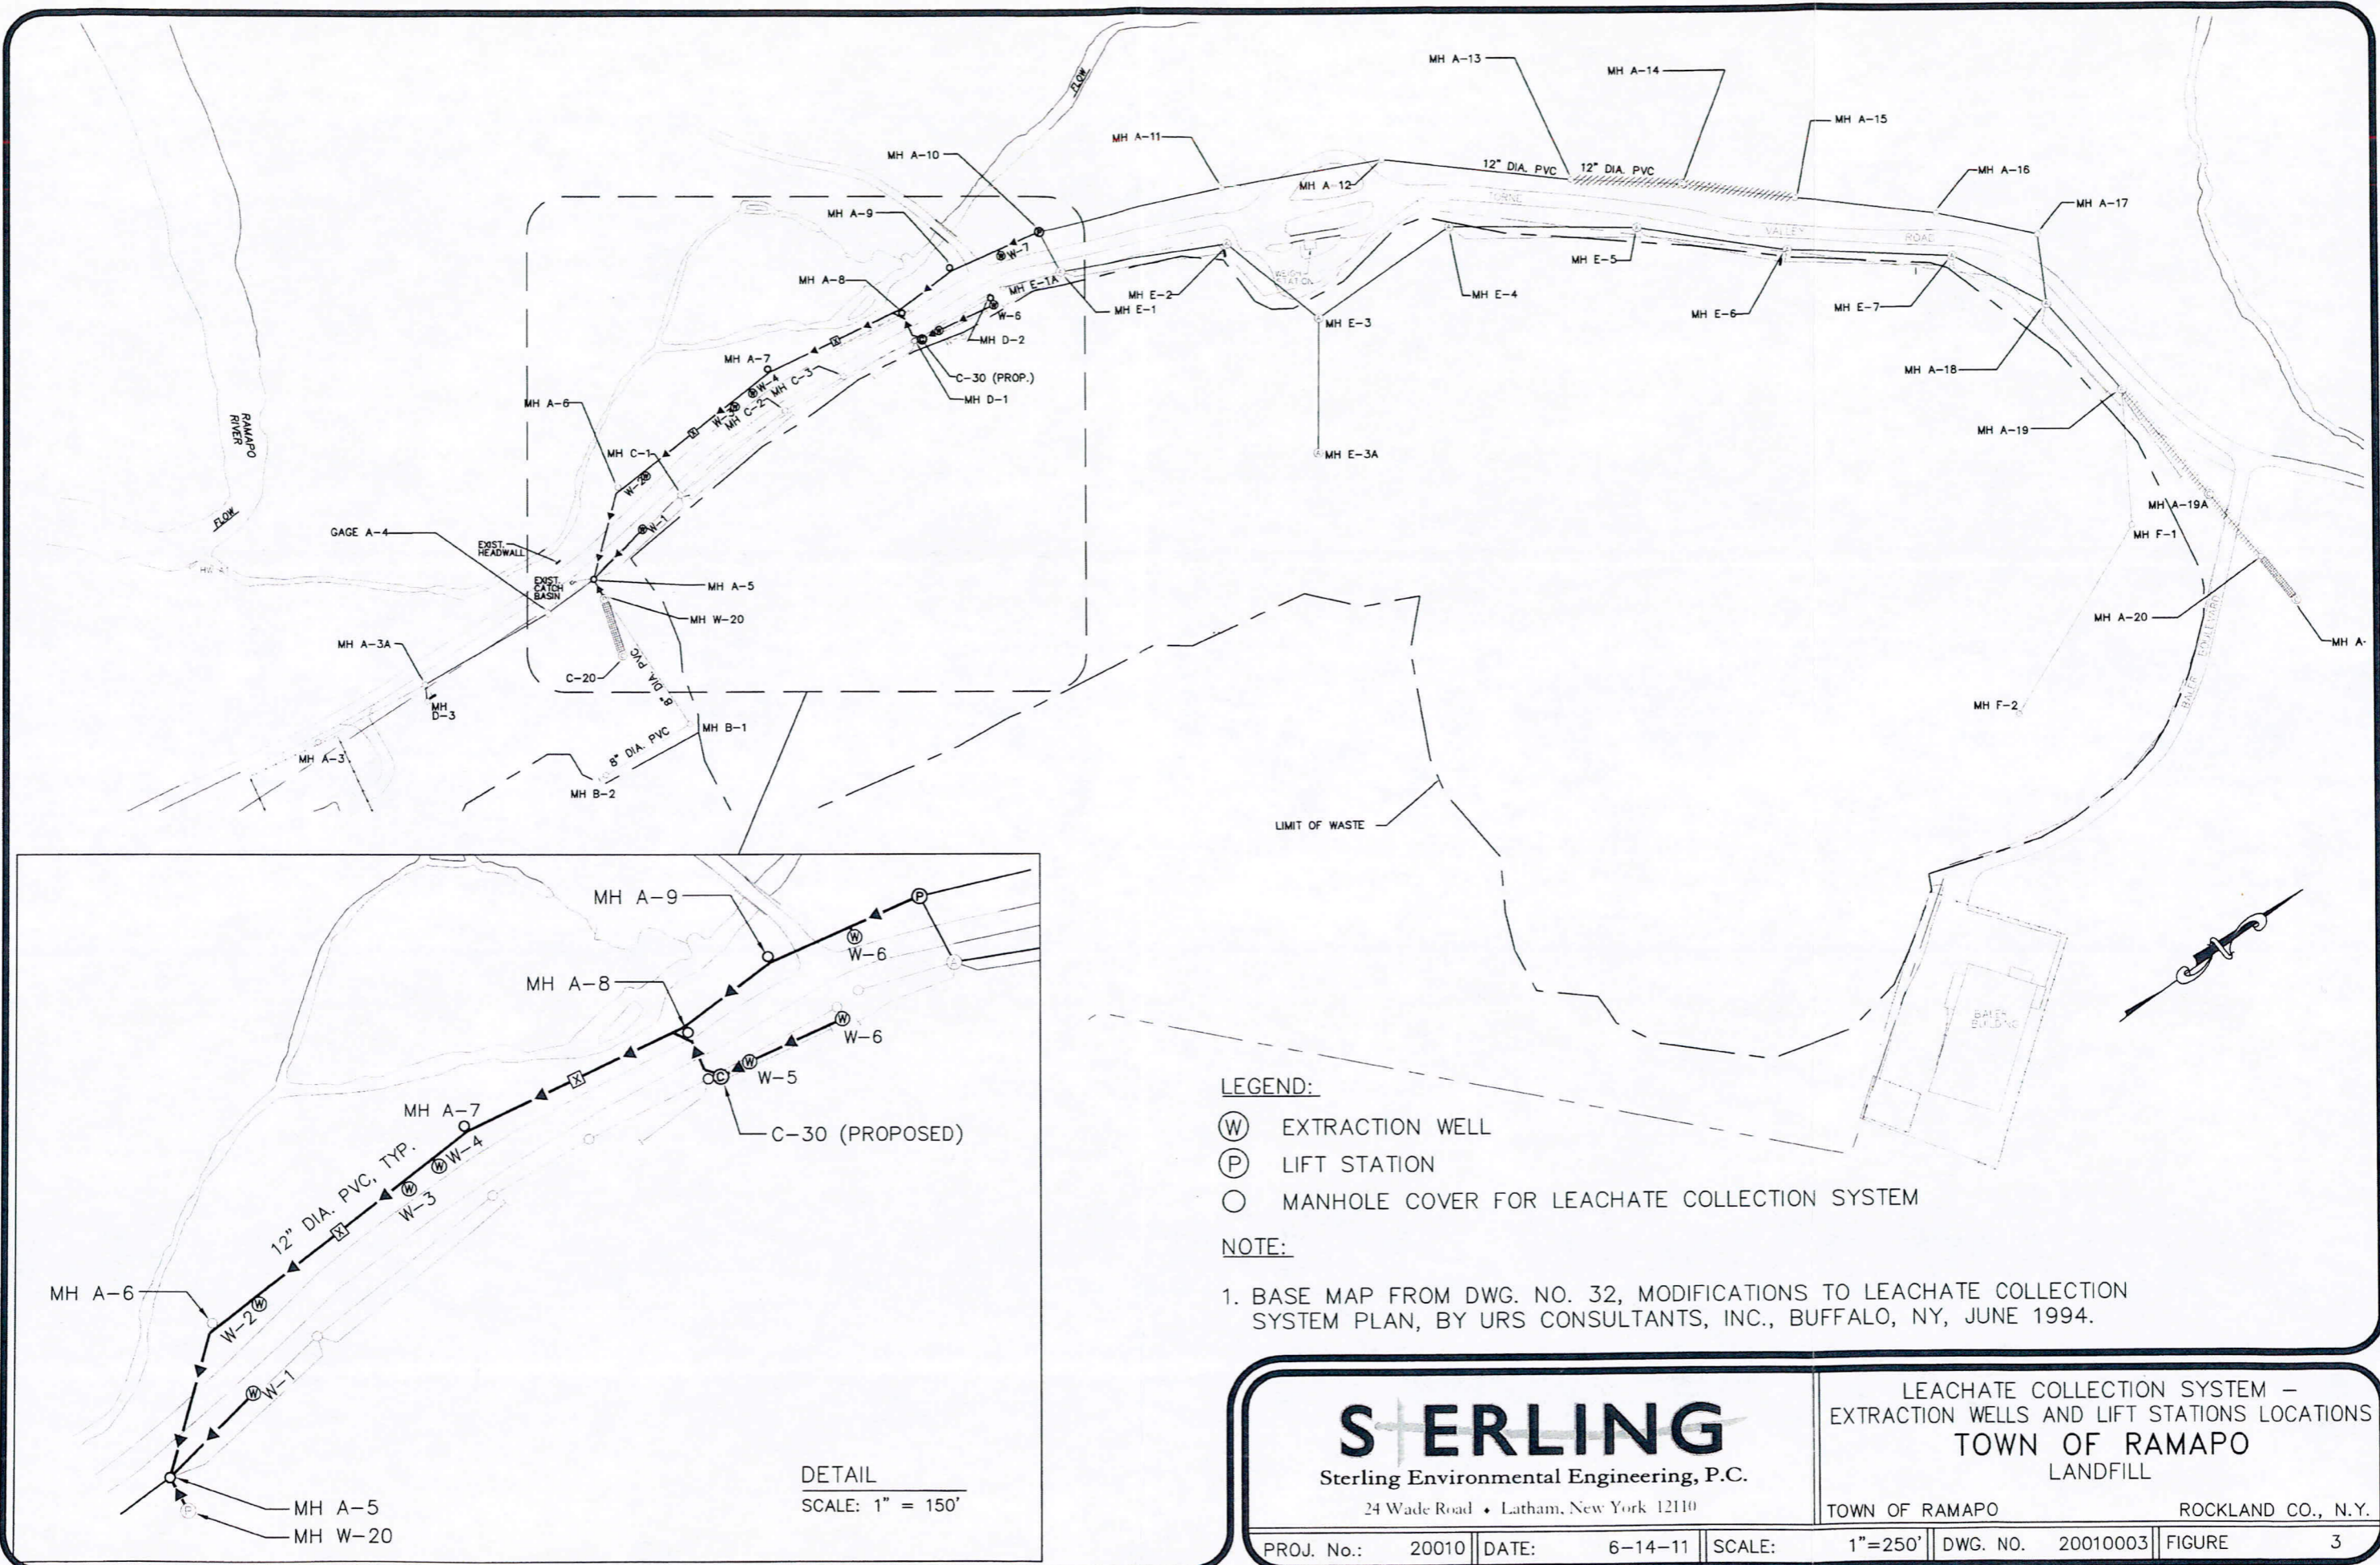 FLOW
MH A-13
MH A-14
MH A-15
MH A-11
MH A-10
12" DIA. PVC
12" DIA. PVC
MH A-12
MH A-16
MH A-17
TORNE
VALLEY
ROAD
MH A-9
W-7
MH A-8
MH E-1A
MH E-2
MH E-1
WEIGH
STATION
MH E-3
MH E-4
MH E-5
MH E-6
MH E-7
W-6
MH D-2
C-30 (PROP.)
MH D-1
MH A-7
W-4
MH C-3
W-3
MH C-2
MH A-6
MH A-18
MH A-19
RAMAPO
RIVER
MH C-1
W-2
MH E-3A
FLOW
W-1
GAGE A-4
EXIST.
HEADWALL
EXIST.
CATCH
BASIN
MH A-19A
MH F-1
MH A-5
MH W-20
MH A-3A
MH A-20
MH A-
BALER
BOULEVARD
C-20
8" DIA. PVC
MH
D-3
MH F-2
MH B-1
8" DIA. PVC
MH A-3
MH B-2
LIMIT OF WASTE
MH A-9
P
W
W-6
MH A-8
W
W-6
W
W-5
X
C
C-30 (PROPOSED)
MH A-7
W
W-4
W
W-3
12" DIA. PVC, TYP.
X
MH A-6
W
W-2
W
W-1
MH A-5
MH W-20
DETAIL
SCALE: 1" = 150'
BALER
BUILDING
LEGEND:
W EXTRACTION WELL
P LIFT STATION
MANHOLE COVER FOR LEACHATE COLLECTION SYSTEM
NOTE:
1. BASE MAP FROM DWG. NO. 32, MODIFICATIONS TO LEACHATE COLLECTION
SYSTEM PLAN, BY URS CONSULTANTS, INC., BUFFALO, NY, JUNE 1994.
STERLING
Sterling Environmental Engineering, P.C.
24 Wade Road ♦ Latham, New York 12110
LEACHATE COLLECTION SYSTEM –
EXTRACTION WELLS AND LIFT STATIONS LOCATIONS
TOWN OF RAMAPO
LANDFILL
TOWN OF RAMAPO ROCKLAND CO., N.Y.
PROJ. No.: 20010 DATE: 6-14-11 SCALE: 1"=250' DWG. NO. 20010003 FIGURE 3